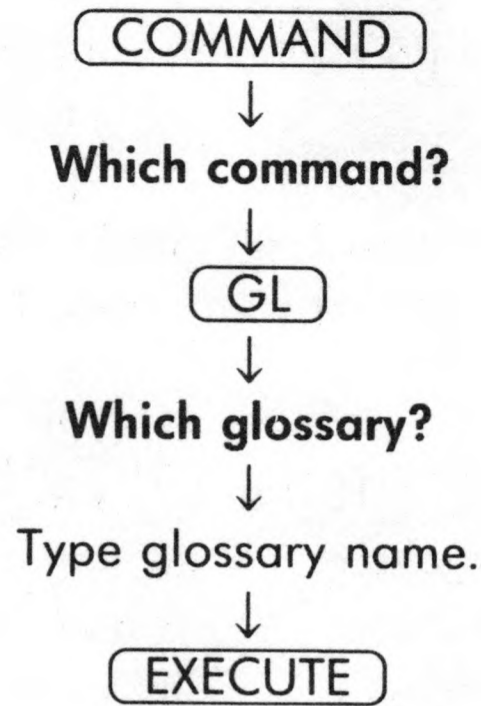 COMMAND
Which command?
GL
Which glossary?
Type glossary name.
EXECUTE